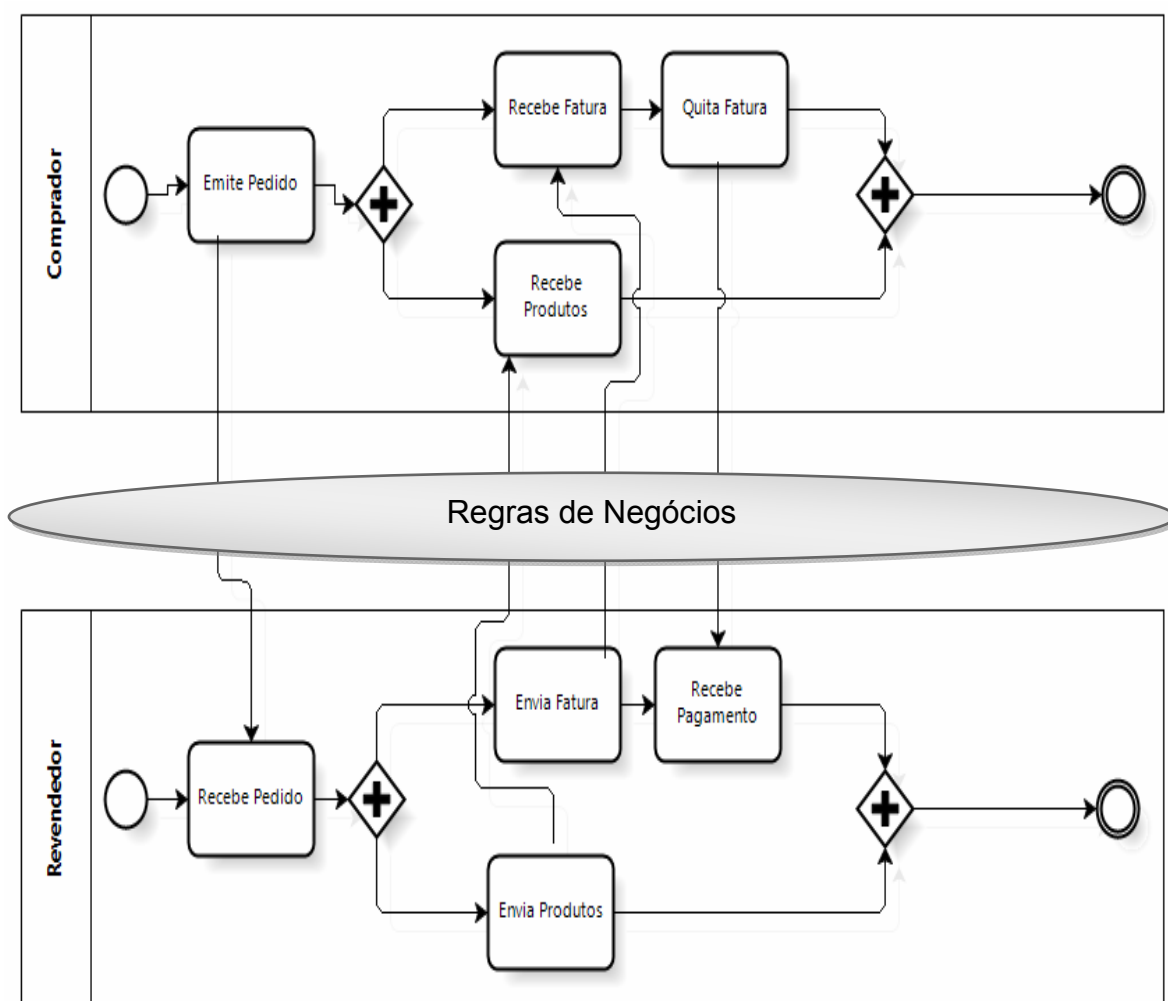 Comprador
Emite Pedido
Recebe Fatura
Quita Fatura
Recebe
Produtos
Regras de Negócios
Revendedor
Recebe Pedido
Envia Fatura
Recebe
Pagamento
Envia Produtos